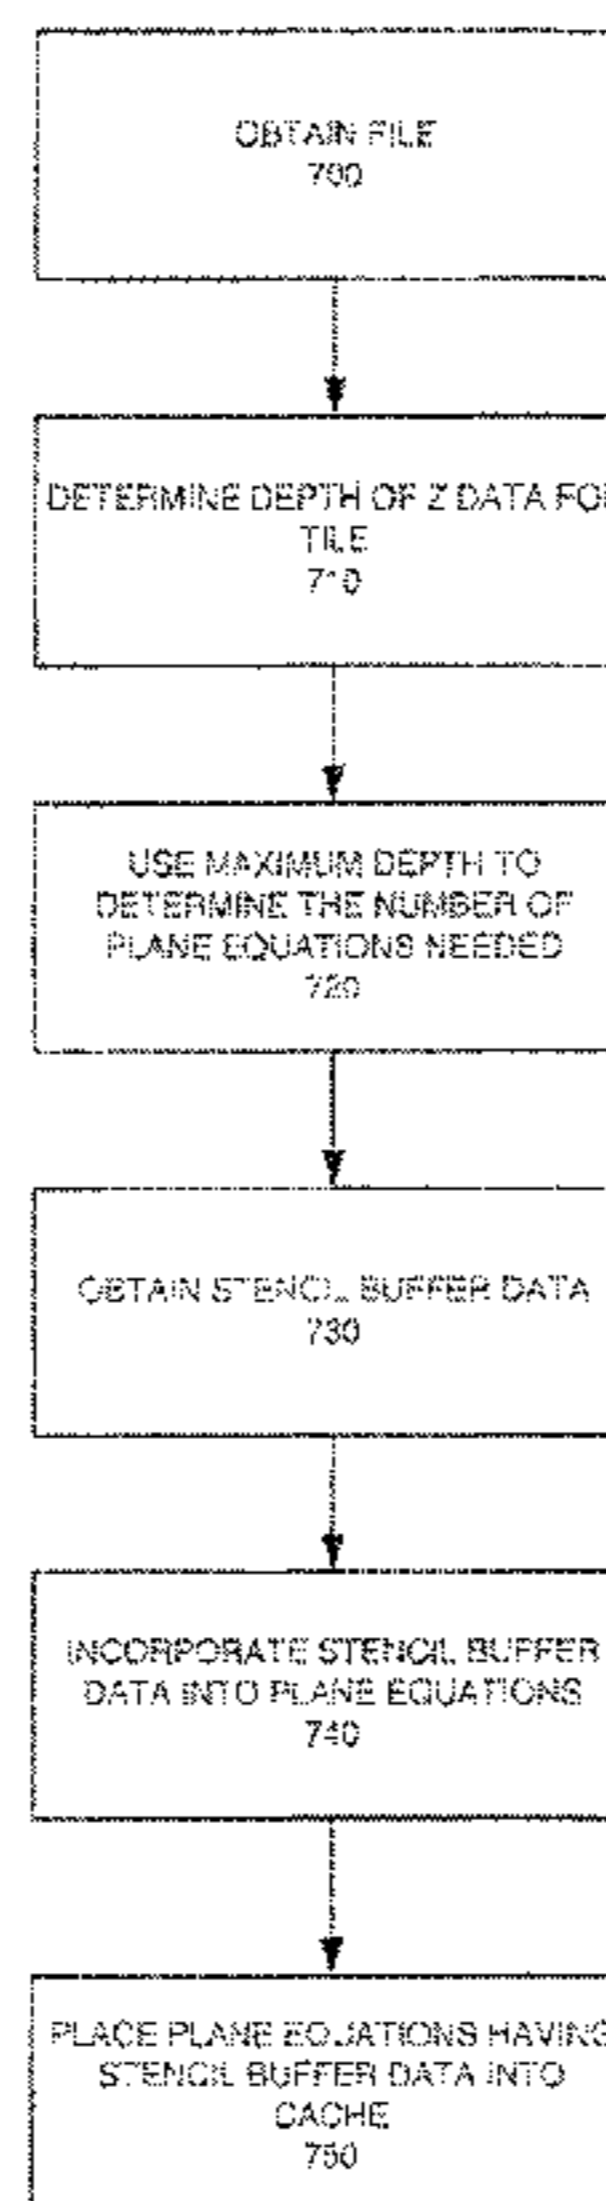 OBTAIN FILE
700
DETERMINE DEPTH OF Z DATA FOR
TILE
710
USE MAXIMUM DEPTH TO
DETERMINE THE NUMBER OF
PLANE EQUATIONS NEEDED
720
OBTAIN STENCIL BUFFER DATA
730
INCORPORATE STENCIL BUFFER
DATA INTO PLANE EQUATIONS
740
PLACE PLANE EQUATIONS HAVING
STENCIL BUFFER DATA INTO
CACHE
750